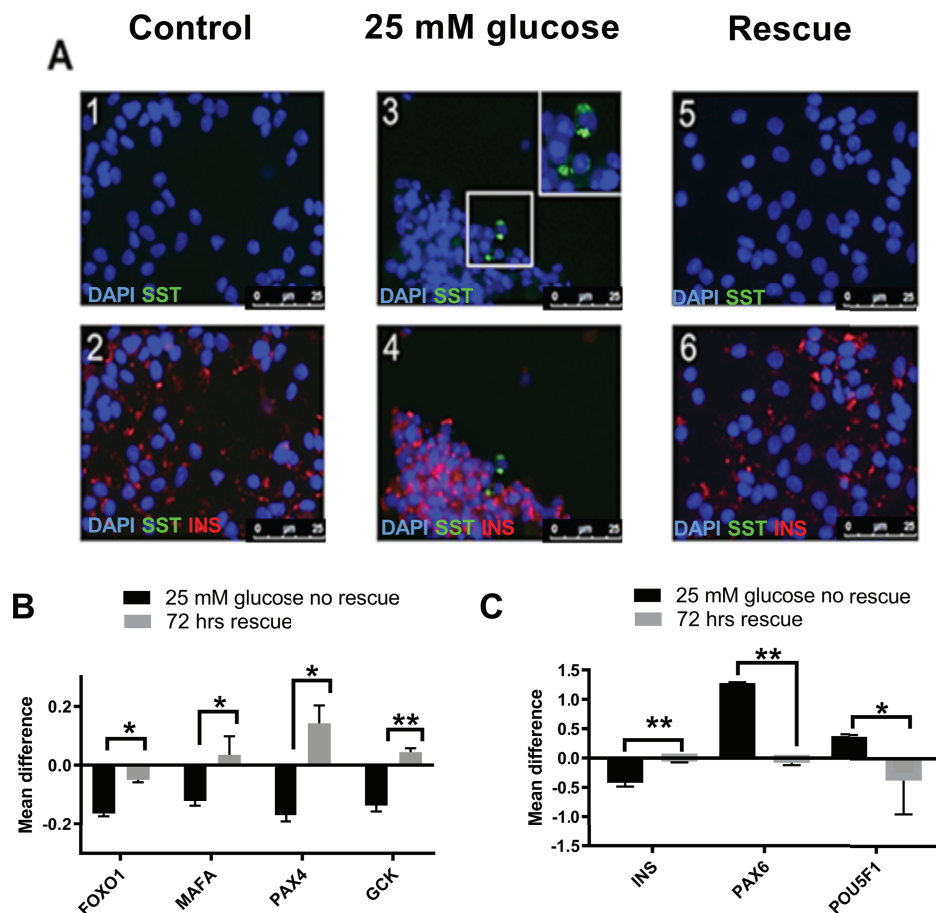 Control 25 mM glucose Rescue
A
1 3 5
DAPI SST DAPI SST DAPI SST
0 µm 25 0 µm 25 0 µm 25
2 4 6
DAPI SST INS DAPI SST INS DAPI SST INS
0 µm 25 0 µm 25 0 µm 25
B
25 mM glucose no rescue
72 hrs rescue
Mean difference
0.2
0.0
-0.2
* * * **
FOXO1 MAFA PAX4 GCK
C
25 mM glucose no rescue
72 hrs rescue
Mean difference
1.5
1.0
0.5
0.0
-0.5
-1.0
-1.5
** ** *
INS PAX6 POU5F1